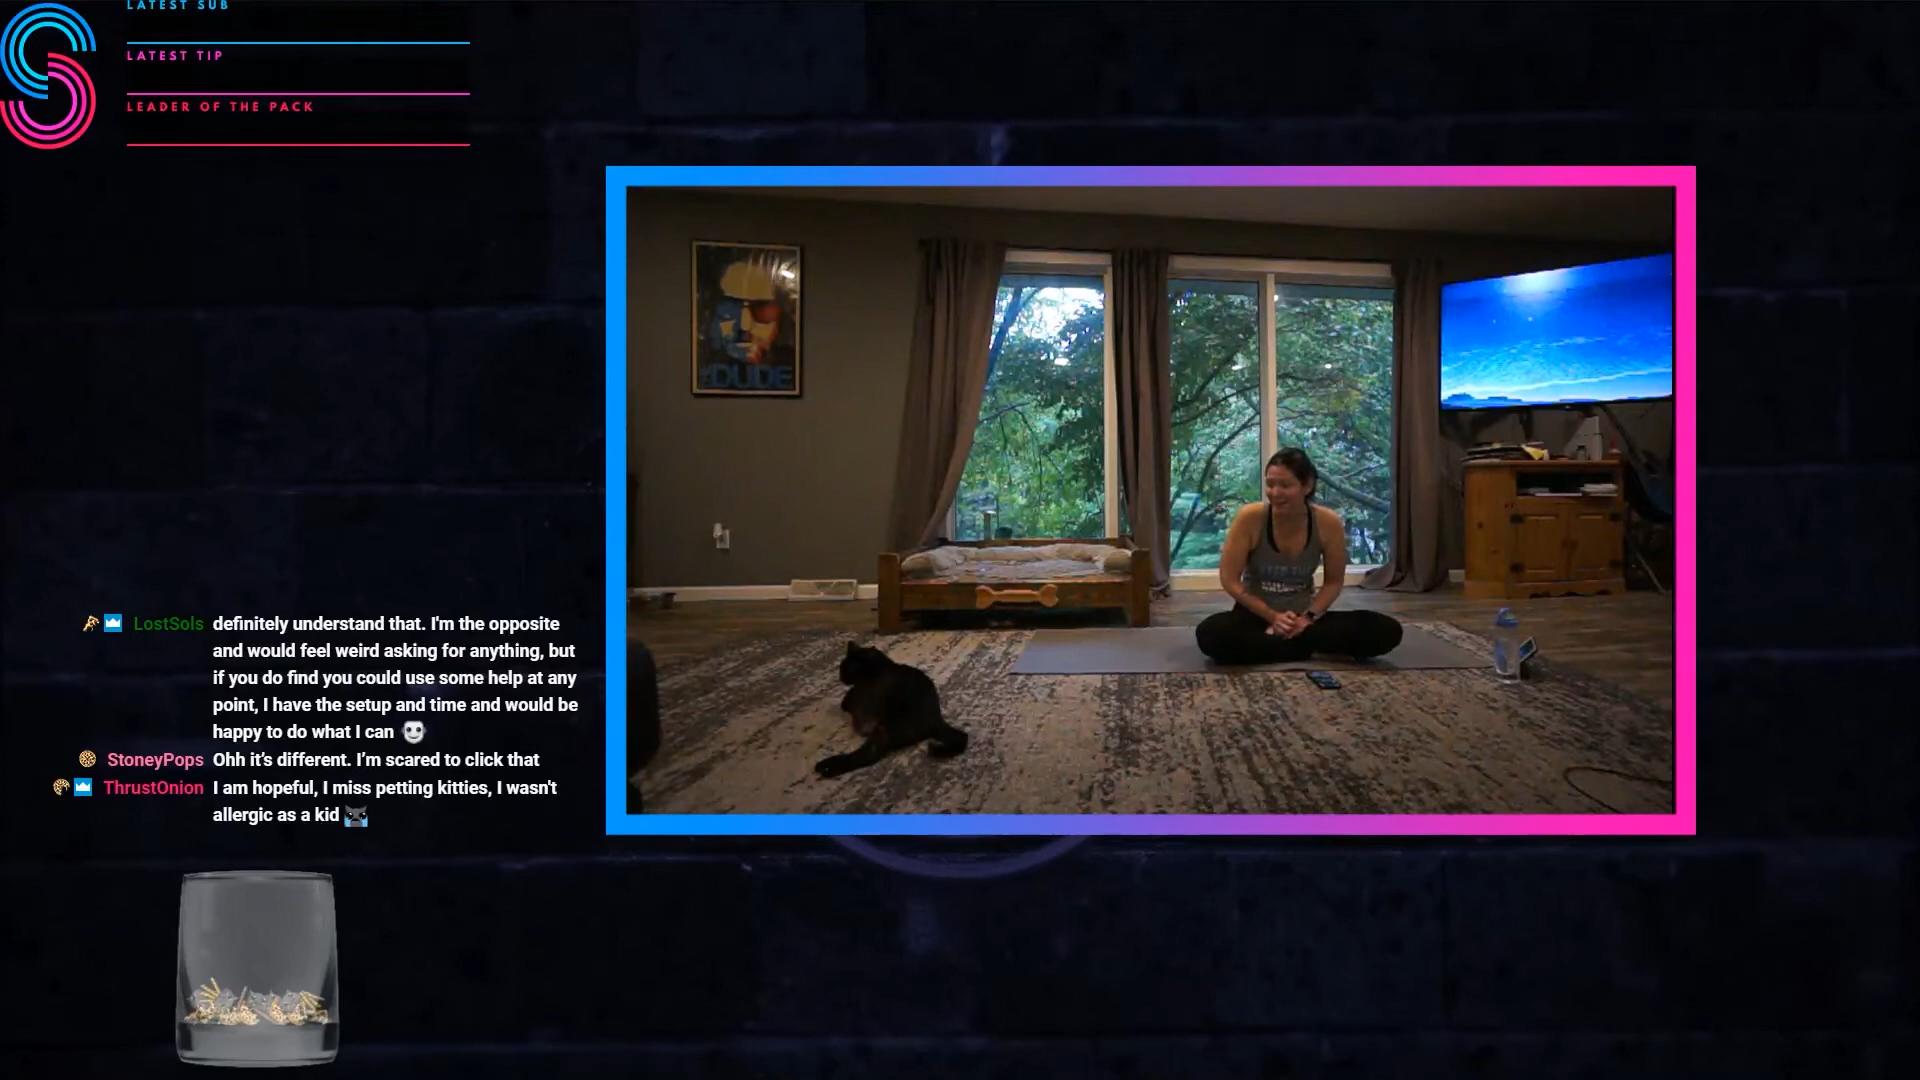 LATEST SUB
LATEST TIP
LEADER OF THE PACK
DUDE
LostSols definitely understand that. I'm the opposite
and would feel weird asking for anything, but
if you do find you could use some help at any
point, I have the setup and time and would be
happy to do what I can
StoneyPops Ohh it's different. I'm scared to click that
ThrustOnion I am hopeful, I miss petting kitties, I wasn't
allergic as a kid